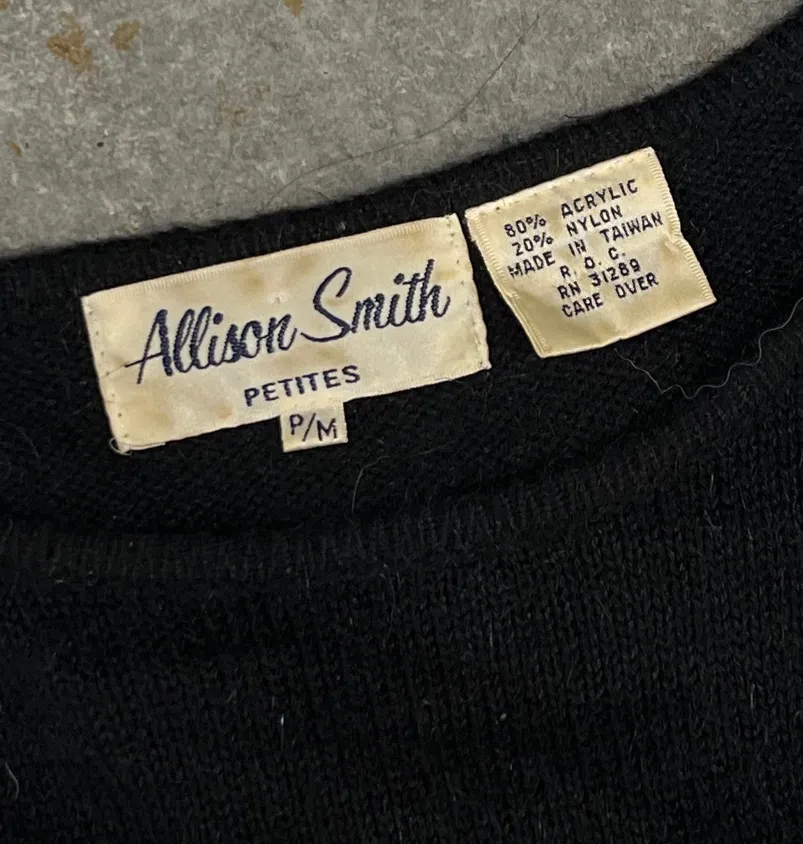 Allison Smith
PETITES
P/M
80% ACRYLIC
20% NYLON
MADE IN TAIWAN
R. O. C.
RN 31289
CARE OVER